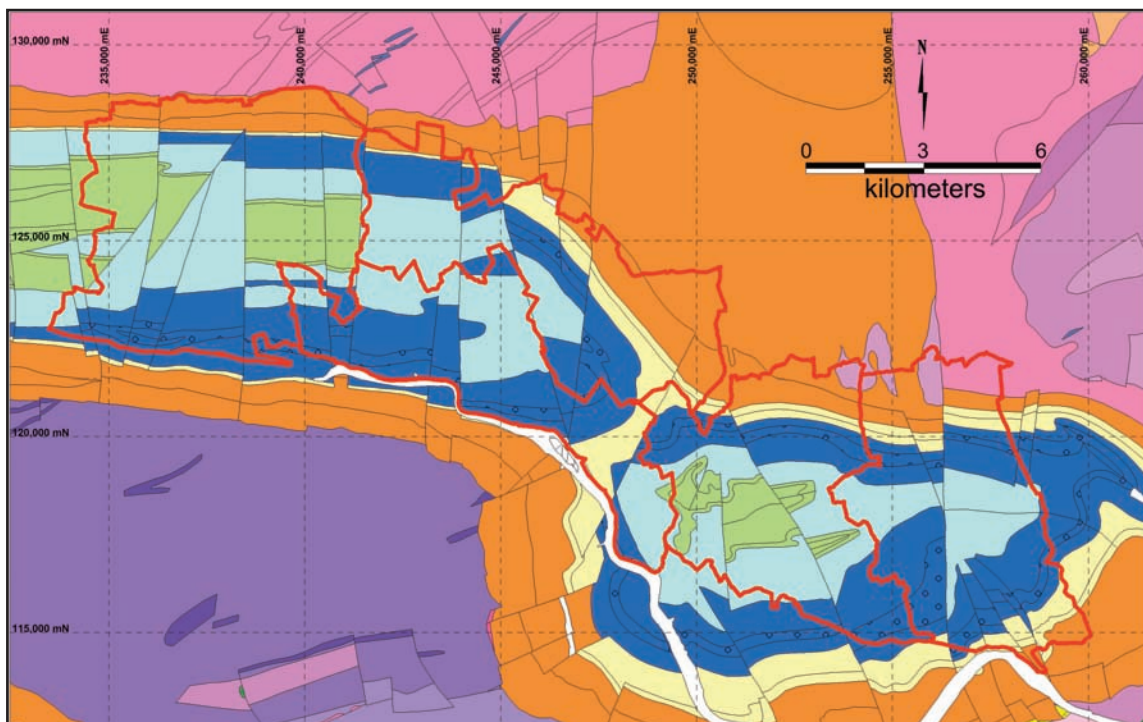 235,000 mE
240,000 mE
245,000 mE
250,000 mE
255,000 mE
260,000 mE
130,000 mN
N
0 3 6
kilometers
125,000 mN
120,000 mN
115,000 mN